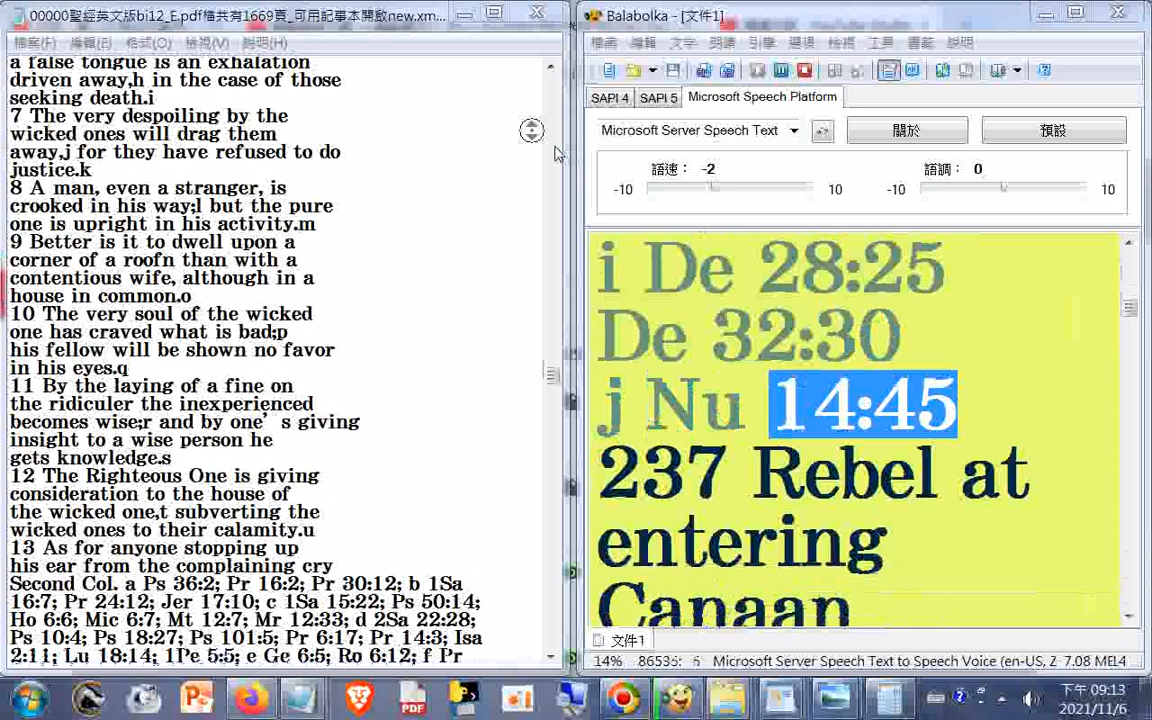 00000聖經英文版bi12_E.pdf檔共有1669頁_可用記事本開啟new.xm...
檔案(F) 編輯(E) 格式(O) 檢視(V) 說明(H)
a false tongue is an exhalation
driven away,h in the case of those
seeking death.i
7 The very despoiling by the
wicked ones will drag them
away,j for they have refused to do
justice.k
8 A man, even a stranger, is
crooked in his way;l but the pure
one is upright in his activity.m
9 Better is it to dwell upon a
corner of a roofn than with a
contentious wife, although in a
house in common.o
10 The very soul of the wicked
one has craved what is bad;p
his fellow will be shown no favor
in his eyes.q
11 By the laying of a fine on
the ridiculer the inexperienced
becomes wise;r and by one’s giving
insight to a wise person he
gets knowledge.s
12 The Righteous One is giving
consideration to the house of
the wicked one,t subverting the
wicked ones to their calamity.u
13 As for anyone stopping up
his ear from the complaining cry
Second Col. a Ps 36:2; Pr 16:2; Pr 30:12; b 1Sa
16:7; Pr 24:12; Jer 17:10; c 1Sa 15:22; Ps 50:14;
Ho 6:6; Mic 6:7; Mt 12:7; Mr 12:33; d 2Sa 22:28;
Ps 10:4; Ps 18:27; Ps 101:5; Pr 6:17; Pr 14:3; Isa
2:11; Lu 18:14; 1Pe 5:5; e Ge 6:5; Ro 6:12; f Pr
Balabolka - [文件1]
檔案 編輯 文字 朗讀 引擎 選項 檢視 工具 書籤 說明
SAPI 4 SAPI 5 Microsoft Speech Platform
Microsoft Server Speech Text 關於 預設
語速： -2 語調： 0
-10 10 -10 10
i De 28:25
De 32:30
j Nu 14:45
237 Rebel at
entering
Canaan
文件1
14% 86535: Microsoft Server Speech Text to Speech Voice (en-US, Z 7.08 MEL4
PDF
下午 09:13
2021/11/6